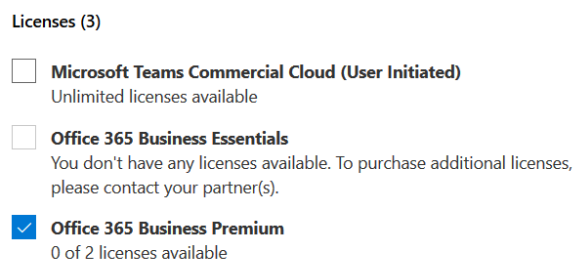 Licenses (3)
Microsoft Teams Commercial Cloud (User Initiated)
Unlimited licenses available
Office 365 Business Essentials
You don't have any licenses available. To purchase additional licenses,
please contact your partner(s).
Office 365 Business Premium
0 of 2 licenses available